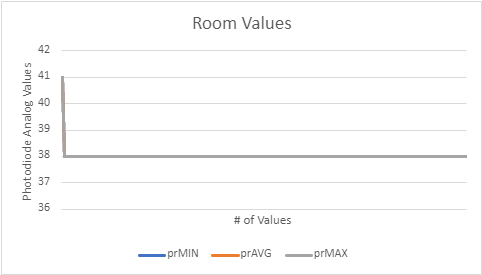 Room Values
Photodiode Analog Values
42
41
40
39
38
37
36
# of Values
prMIN prAVG prMAX